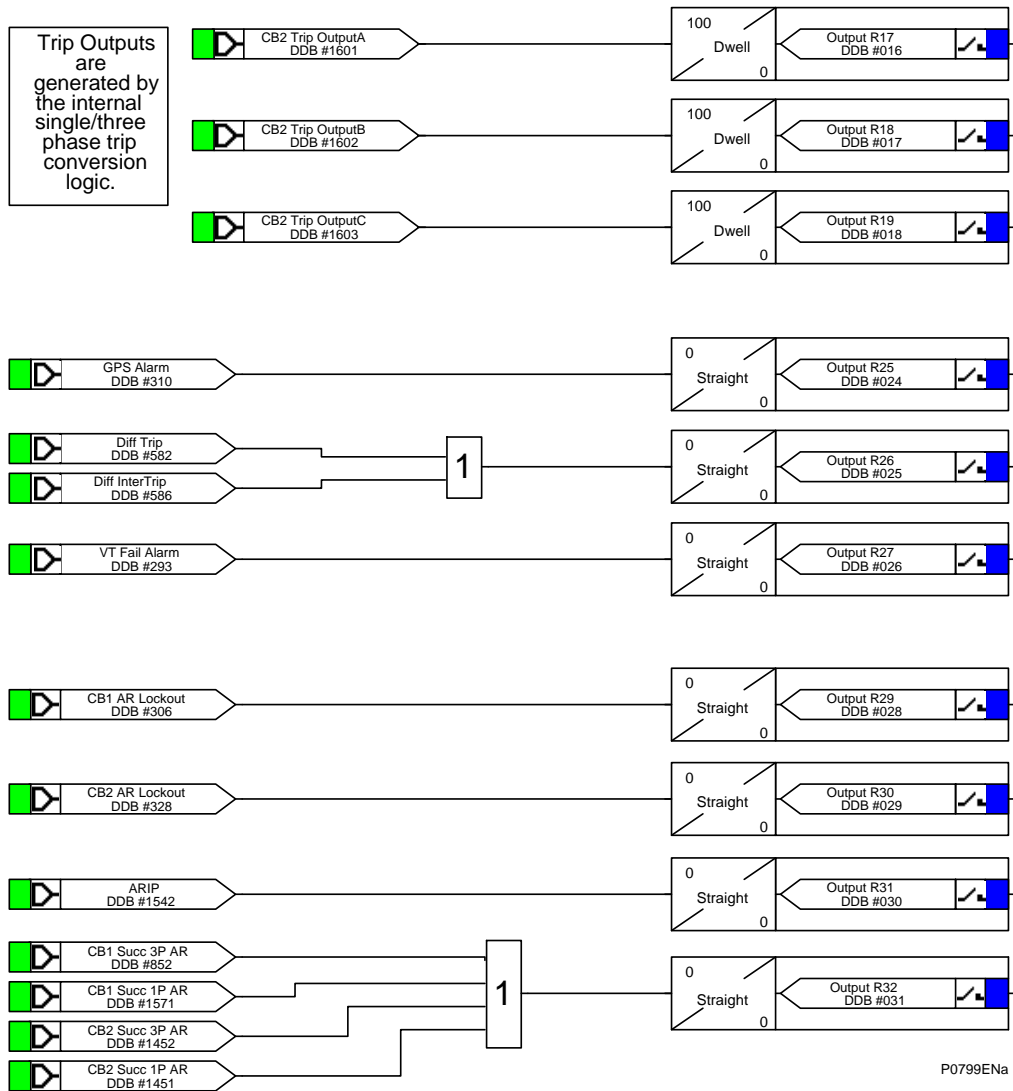 Trip Outputs
are
generated by
the internal
single/three
phase trip
conversion
logic.
CB2 Trip OutputA
DDB #1601
100
Dwell
0
Output R17
DDB #016
CB2 Trip OutputB
DDB #1602
100
Dwell
0
Output R18
DDB #017
CB2 Trip OutputC
DDB #1603
100
Dwell
0
Output R19
DDB #018
GPS Alarm
DDB #310
0
Straight
0
Output R25
DDB #024
Diff Trip
DDB #582
Diff InterTrip
DDB #586
1
0
Straight
0
Output R26
DDB #025
VT Fail Alarm
DDB #293
0
Straight
0
Output R27
DDB #026
CB1 AR Lockout
DDB #306
0
Straight
0
Output R29
DDB #028
CB2 AR Lockout
DDB #328
0
Straight
0
Output R30
DDB #029
ARIP
DDB #1542
0
Straight
0
Output R31
DDB #030
CB1 Succ 3P AR
DDB #852
CB1 Succ 1P AR
DDB #1571
CB2 Succ 3P AR
DDB #1452
CB2 Succ 1P AR
DDB #1451
1
0
Straight
0
Output R32
DDB #031
P0799ENa